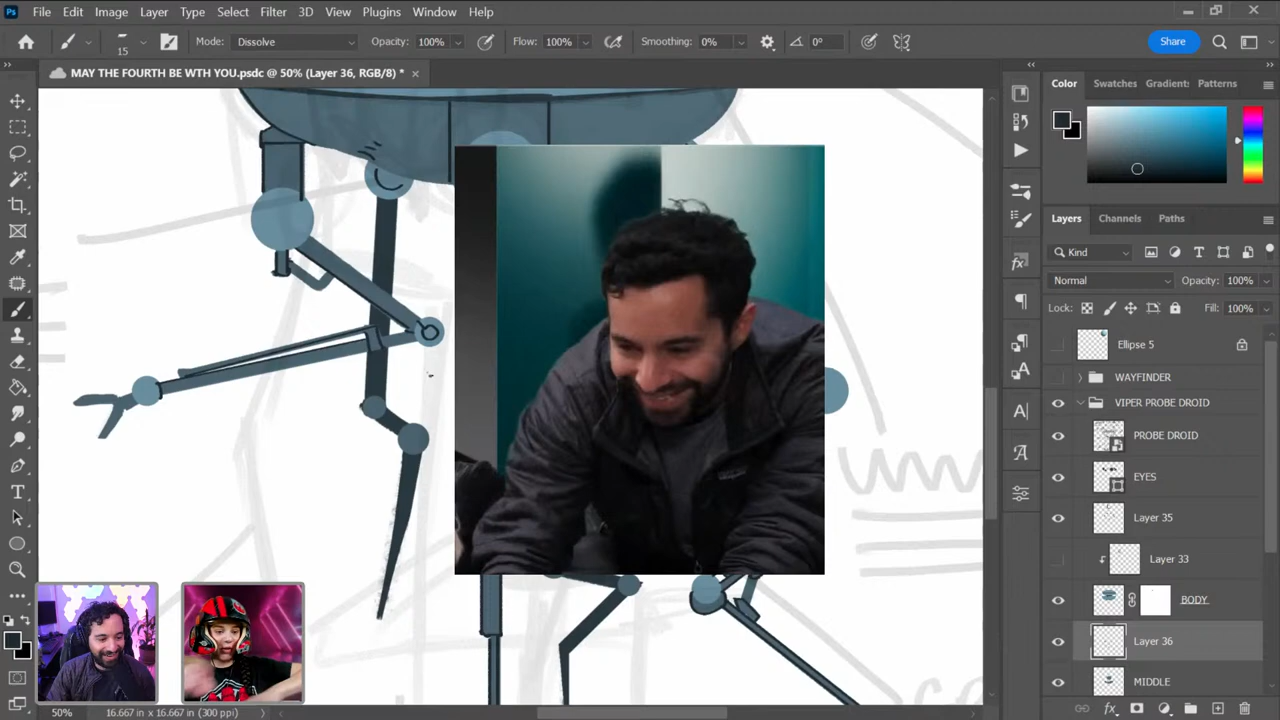 Ps File Edit Image Layer Type Select Filter 3D View Plugins Window Help
15 Mode: Dissolve Opacity: 100% Flow: 100% Smoothing: 0% 0° Share
MAY THE FOURTH BE WTH YOU.psdc @ 50% (Layer 36, RGB/8) *
Color Swatches Gradient: Patterns
Layers Channels Paths
Kind
Normal Opacity: 100%
Lock: Fill: 100%
Ellipse 5
WAYFINDER
VIPER PROBE DROID
PROBE DROID
EYES
Layer 35
Layer 33
BODY
Layer 36
MIDDLE
50% 16.667 in x 16.667 in (300 ppi)